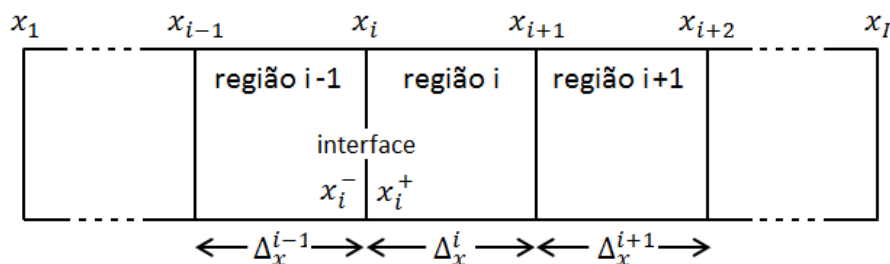 x₁ xᵢ₋₁ xᵢ xᵢ₊₁ xᵢ₊₂ x_I
região i-1 região i região i+1
interface
xᵢ⁻ xᵢ⁺
Δₓⁱ⁻¹ Δₓⁱ Δₓⁱ⁺¹